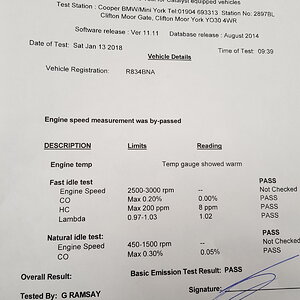 for Catalyst equipped vehicles
Test Station : Cooper BMW/Mini York Tel:01904 693313 Station No: 2897BL
Clifton Moor Gate, Clifton Moor York YO30 4WR
Software release : Ver 11.11 Database release : August 2014
Date of Test: Sat Jan 13 2018 Time of Test: 09:39
Vehicle Details
Vehicle Registration: R834BNA
Engine speed measurement was by-passed
DESCRIPTION Limits Reading
Engine temp Temp gauge showed warm
Fast idle test PASS
Engine Speed 2500-3000 rpm -- Not Checked
CO Max 0.20% 0.00% PASS
HC Max 200 ppm 8 ppm PASS
Lambda 0.97-1.03 1.02 PASS
Natural idle test: PASS
Engine Speed 450-1500 rpm -- Not Checked
CO Max 0.30% 0.05% PASS
Overall Result: Basic Emission Test Result: PASS
Tested By: G RAMSAY Signature: